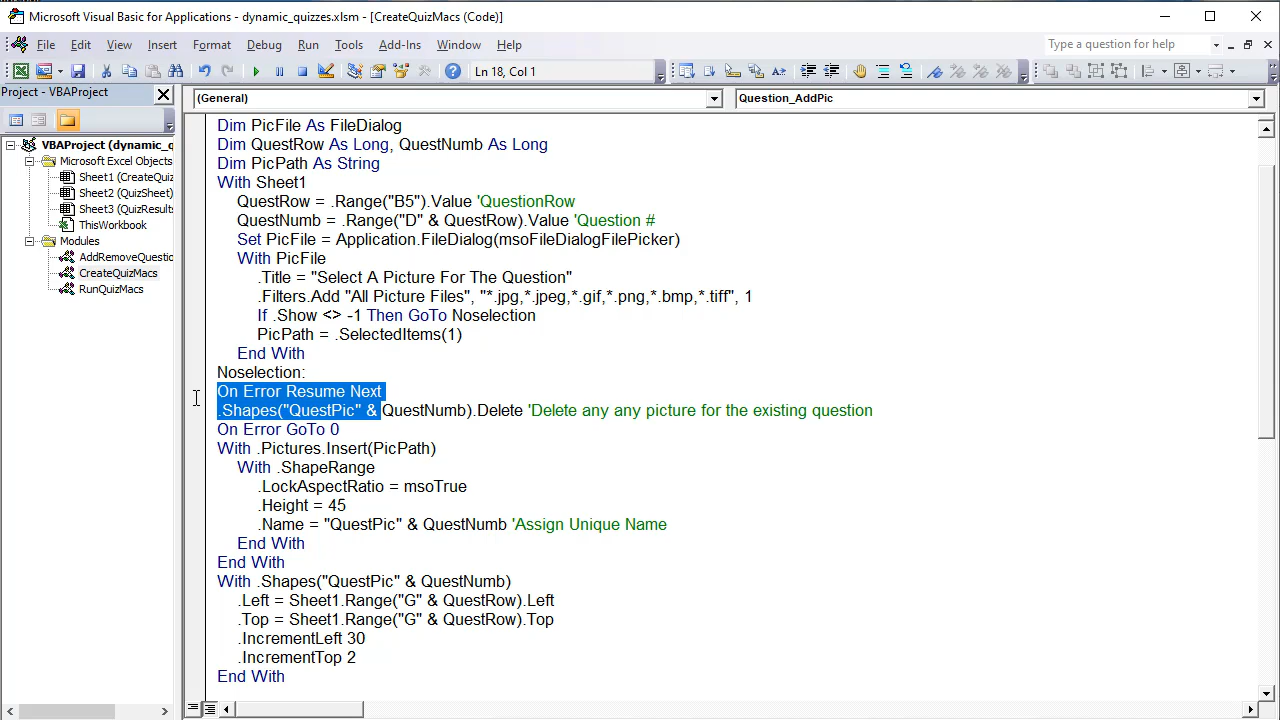 Microsoft Visual Basic for Applications - dynamic_quizzes.xlsm - [CreateQuizMacs (Code)]
File Edit View Insert Format Debug Run Tools Add-Ins Window Help
Type a question for help
Ln 18, Col 1
Project - VBAProject
(General)
Question_AddPic
VBAProject (dynamic_q
Microsoft Excel Objects
Sheet1 (CreateQuiz
Sheet2 (QuizSheet)
Sheet3 (QuizResults
ThisWorkbook
Modules
AddRemoveQuestio
CreateQuizMacs
RunQuizMacs
Dim PicFile As FileDialog
Dim QuestRow As Long, QuestNumb As Long
Dim PicPath As String
With Sheet1
QuestRow = .Range("B5").Value 'QuestionRow
QuestNumb = .Range("D" & QuestRow).Value 'Question #
Set PicFile = Application.FileDialog(msoFileDialogFilePicker)
With PicFile
.Title = "Select A Picture For The Question"
.Filters.Add "All Picture Files", "*.jpg,*.jpeg,*.gif,*.png,*.bmp,*.tiff", 1
If .Show <> -1 Then GoTo Noselection
PicPath = .SelectedItems(1)
End With
Noselection:
On Error Resume Next
.Shapes("QuestPic" & QuestNumb).Delete 'Delete any any picture for the existing question
On Error GoTo 0
With .Pictures.Insert(PicPath)
With .ShapeRange
.LockAspectRatio = msoTrue
.Height = 45
.Name = "QuestPic" & QuestNumb 'Assign Unique Name
End With
End With
With .Shapes("QuestPic" & QuestNumb)
.Left = Sheet1.Range("G" & QuestRow).Left
.Top = Sheet1.Range("G" & QuestRow).Top
.IncrementLeft 30
.IncrementTop 2
End With